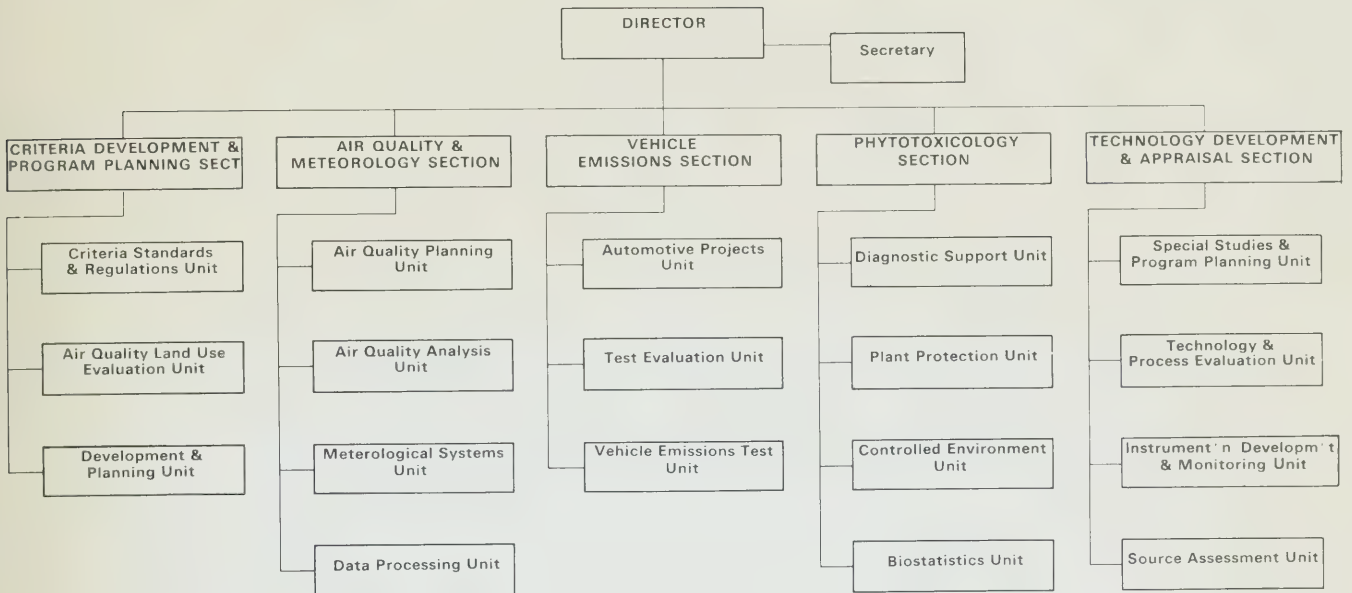 DIRECTOR
Secretary
CRITERIA DEVELOPMENT &
PROGRAM PLANNING SECT
AIR QUALITY &
METEOROLOGY SECTION
VEHICLE
EMISSIONS SECTION
PHYTOTOXICOLOGY
SECTION
TECHNOLOGY DEVELOPMENT
& APPRAISAL SECTION
Criteria Standards
& Regulations Unit
Air Quality Land Use
Evaluation Unit
Development &
Planning Unit
Air Quality Planning
Unit
Air Quality Analysis
Unit
Meterological Systems
Unit
Data Processing Unit
Automotive Projects
Unit
Test Evaluation Unit
Vehicle Emissions Test
Unit
Diagnostic Support Unit
Plant Protection Unit
Controlled Environment
Unit
Biostatistics Unit
Special Studies &
Program Planning Unit
Technology &
Process Evaluation Unit
Instrument'n Developm't
& Monitoring Unit
Source Assessment Unit